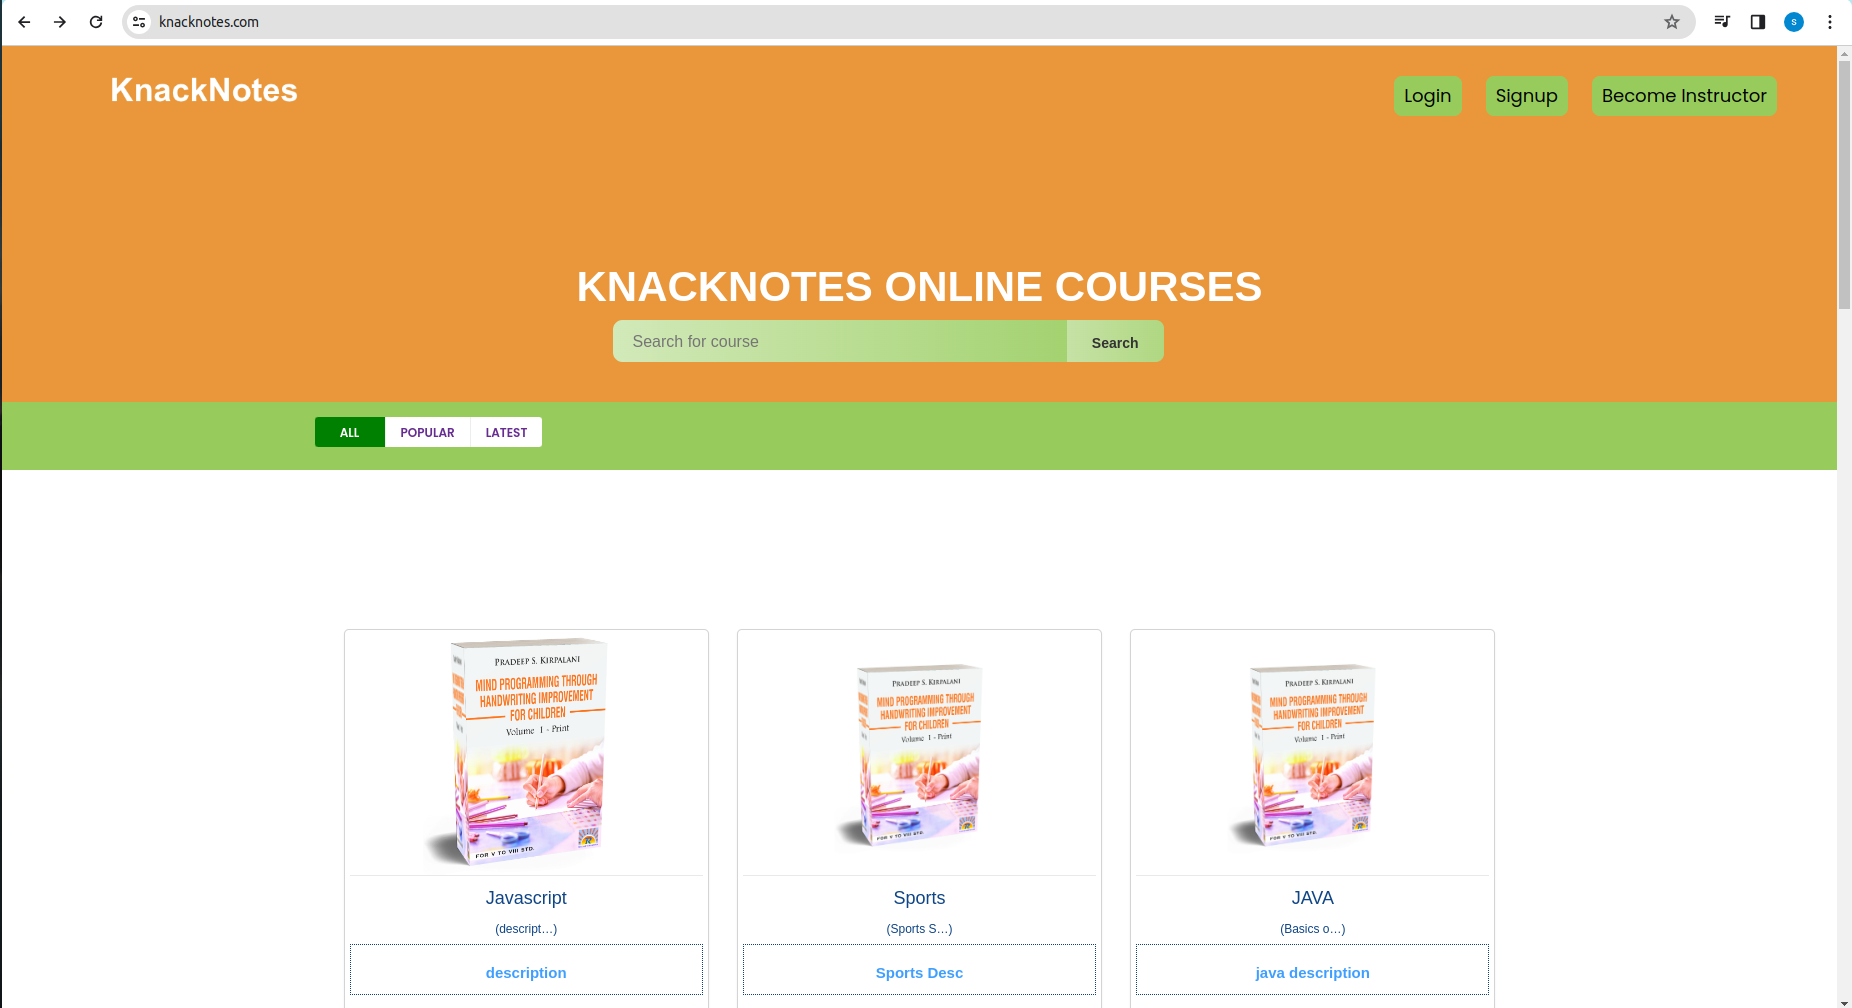 knacknotes.com
S
KnackNotes
Login Signup Become Instructor
KNACKNOTES ONLINE COURSES
Search for course Search
ALL POPULAR LATEST
PRADEEP S. KIRPALANI
MIND PROGRAMMING THROUGH
HANDWRITING IMPROVEMENT
FOR CHILDREN
Volume 1 - Print
FOR V TO VIII STD.
Javascript
(descript...)
description
PRADEEP S. KIRPALANI
MIND PROGRAMMING THROUGH
HANDWRITING IMPROVEMENT
FOR CHILDREN
Volume 1 - Print
FOR V TO VIII STD.
Sports
(Sports S...)
Sports Desc
PRADEEP S. KIRPALANI
MIND PROGRAMMING THROUGH
HANDWRITING IMPROVEMENT
FOR CHILDREN
Volume 1 - Print
FOR V TO VIII STD.
JAVA
(Basics o...)
java description